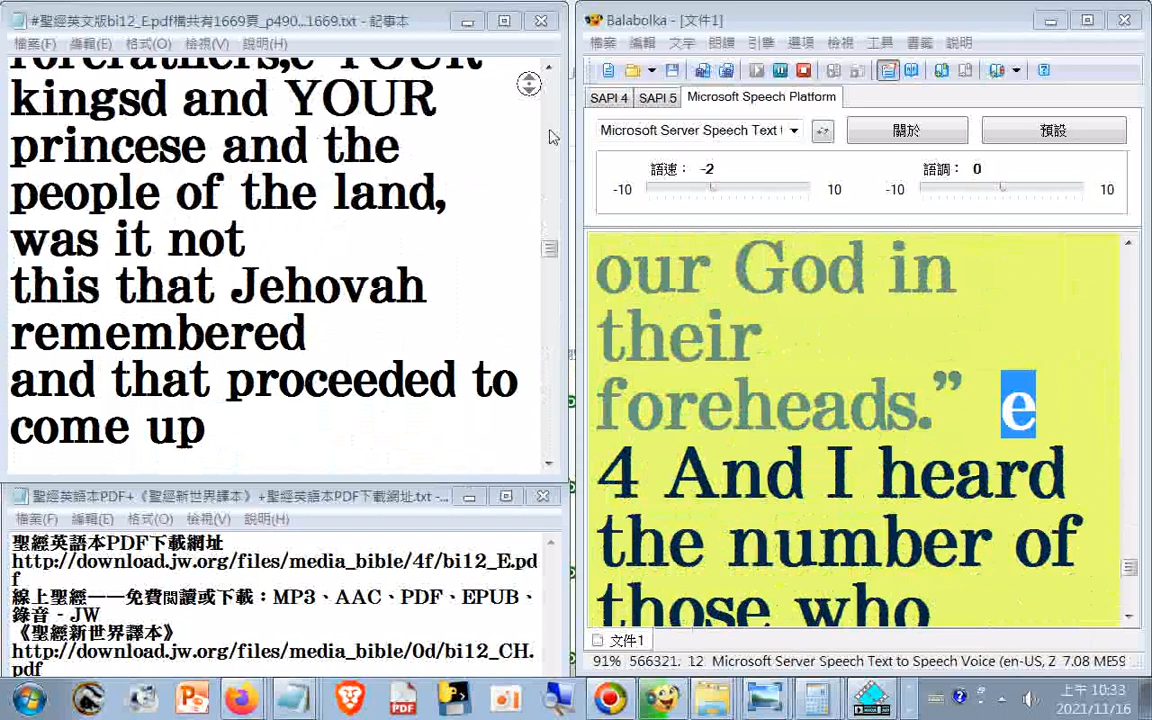 #聖經英文版bi12_E.pdf檔共有1669頁_p490...1669.txt - 記事本
檔案(F) 編輯(E) 格式(O) 檢視(V) 說明(H)
forefathers,c YOUR
kingsd and YOUR
princese and the
people of the land,
was it not
this that Jehovah
remembered
and that proceeded to
come up
聖經英語本PDF+《聖經新世界譯本》+聖經英語本PDF下載網址.txt -...
檔案(F) 編輯(E) 格式(O) 檢視(V) 說明(H)
聖經英語本PDF下載網址
http://download.jw.org/files/media_bible/4f/bi12_E.pd
f
線上聖經——免費閱讀或下載：MP3、AAC、PDF、EPUB、
錄音 - JW
《聖經新世界譯本》
http://download.jw.org/files/media_bible/0d/bi12_CH.
pdf
Balabolka - [文件1]
檔案 編輯 文字 朗讀 引擎 選項 檢視 工具 書籤 說明
SAPI 4 SAPI 5 Microsoft Speech Platform
Microsoft Server Speech Text 關於 預設
語速： -2 語調： 0
-10 10 -10 10
our God in
their
foreheads.” e
4 And I heard
the number of
those who
文件1
91% 566321. 12 Microsoft Server Speech Text to Speech Voice (en-US, Z 7.08 ME59
PDF
上午 10:33
2021/11/16